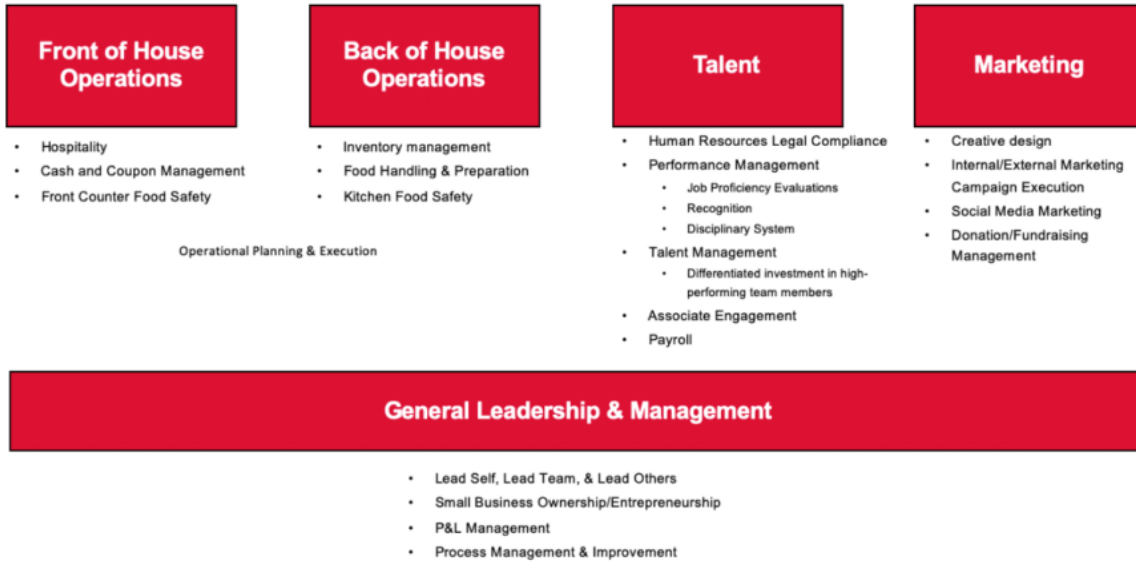 Front of House
Operations
• Hospitality
• Cash and Coupon Management
• Front Counter Food Safety
Back of House
Operations
• Inventory management
• Food Handling & Preparation
• Kitchen Food Safety
Operational Planning & Execution
Talent
• Human Resources Legal Compliance
• Performance Management
• Job Proficiency Evaluations
• Recognition
• Disciplinary System
• Talent Management
• Differentiated investment in high-
performing team members
• Associate Engagement
• Payroll
Marketing
• Creative design
• Internal/External Marketing
Campaign Execution
• Social Media Marketing
• Donation/Fundraising
Management
General Leadership & Management
• Lead Self, Lead Team, & Lead Others
• Small Business Ownership/Entrepreneurship
• P&L Management
• Process Management & Improvement